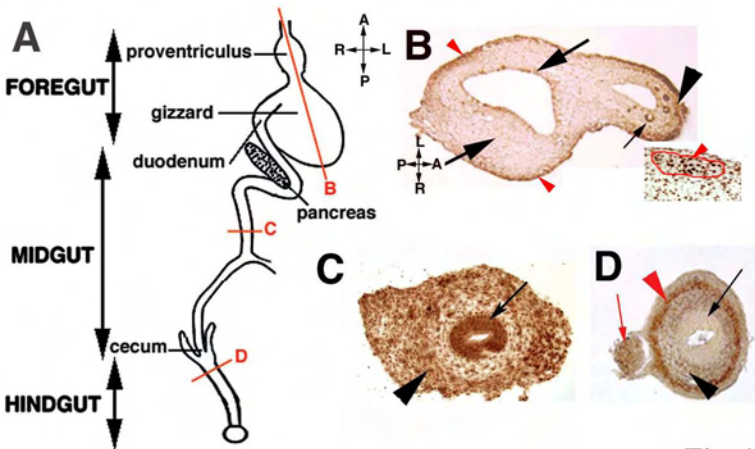 A
FOREGUT
MIDGUT
HINDGUT
proventriculus
gizzard
duodenum
pancreas
cecum
B
C
D
A
R L
P
B
L
P A
R
C
D